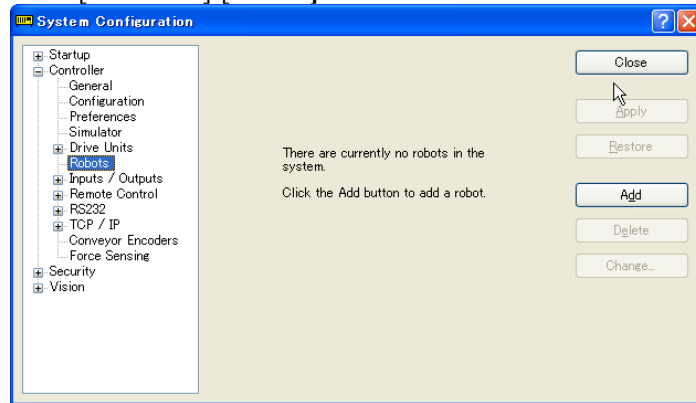 System Configuration
Startup
Controller
General
Configuration
Preferences
Simulator
Drive Units
Robots
Inputs / Outputs
Remote Control
RS232
TCP / IP
Conveyor Encoders
Force Sensing
Security
Vision
There are currently no robots in the
system.
Click the Add button to add a robot.
Close
Apply
Restore
Add
Delete
Change...